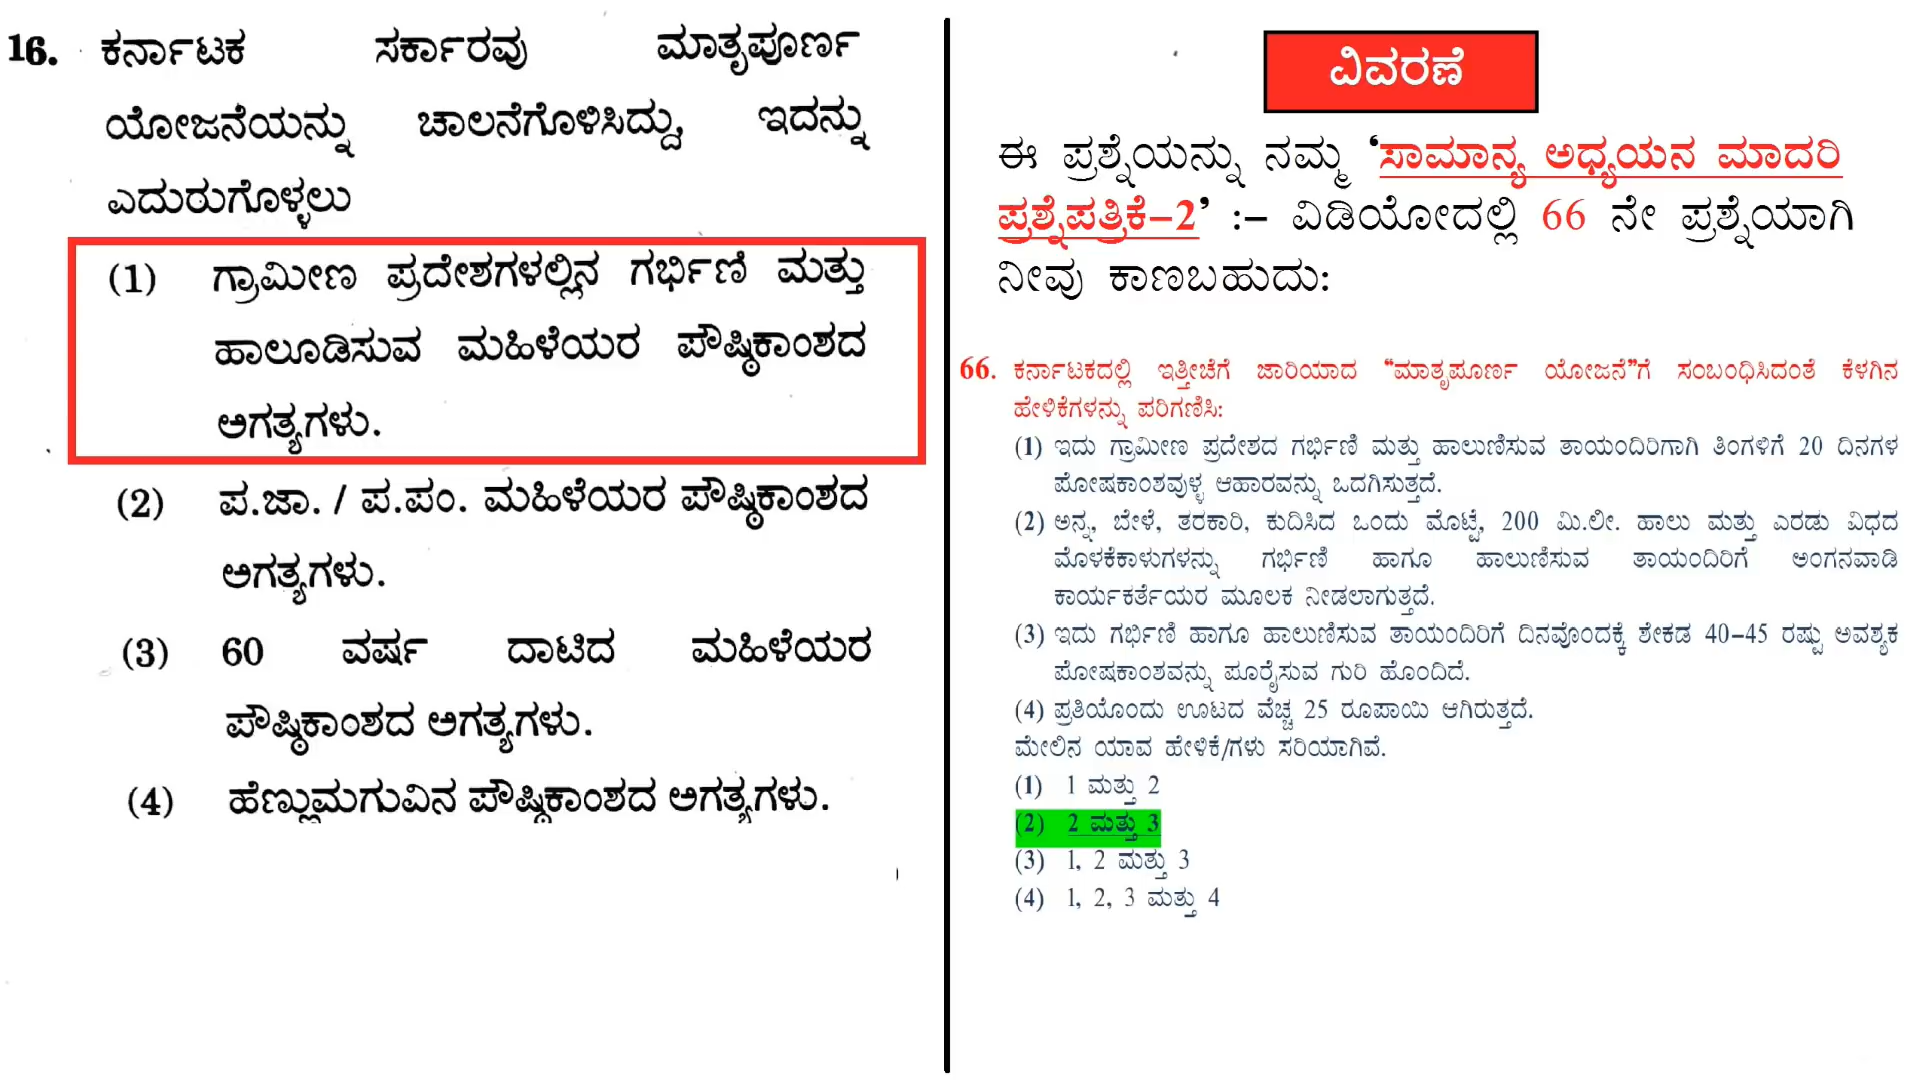 16. ಕರ್ನಾಟಕ ಸರ್ಕಾರವು ಮಾತೃಪೂರ್ಣ
ಯೋಜನೆಯನ್ನು ಚಾಲನೆಗೊಳಿಸಿದ್ದು, ಇದನ್ನು
ಎದುರುಗೊಳ್ಳಲು
(1) ಗ್ರಾಮೀಣ ಪ್ರದೇಶಗಳಲ್ಲಿನ ಗರ್ಭಿಣಿ ಮತ್ತು
ಹಾಲೂಡಿಸುವ ಮಹಿಳೆಯರ ಪೌಷ್ಠಿಕಾಂಶದ
ಅಗತ್ಯಗಳು.
(2) ಪ.ಜಾ. / ಪ.ಪಂ. ಮಹಿಳೆಯರ ಪೌಷ್ಠಿಕಾಂಶದ
ಅಗತ್ಯಗಳು.
(3) 60 ವರ್ಷ ದಾಟಿದ ಮಹಿಳೆಯರ
ಪೌಷ್ಠಿಕಾಂಶದ ಅಗತ್ಯಗಳು.
(4) ಹೆಣ್ಣುಮಗುವಿನ ಪೌಷ್ಠಿಕಾಂಶದ ಅಗತ್ಯಗಳು.
ವಿವರಣೆ
ಈ ಪ್ರಶ್ನೆಯನ್ನು ನಮ್ಮ ‘ಸಾಮಾನ್ಯ ಅಧ್ಯಯನ ಮಾದರಿ
ಪ್ರಶ್ನೆಪತ್ರಿಕೆ–2’ :– ವಿಡಿಯೋದಲ್ಲಿ 66 ನೇ ಪ್ರಶ್ನೆಯಾಗಿ
ನೀವು ಕಾಣಬಹುದು:
66. ಕರ್ನಾಟಕದಲ್ಲಿ ಇತ್ತೀಚೆಗೆ ಜಾರಿಯಾದ “ಮಾತೃಪೂರ್ಣ ಯೋಜನೆ”ಗೆ ಸಂಬಂಧಿಸಿದಂತೆ ಕೆಳಗಿನ
ಹೇಳಿಕೆಗಳನ್ನು ಪರಿಗಣಿಸಿ:
(1) ಇದು ಗ್ರಾಮೀಣ ಪ್ರದೇಶದ ಗರ್ಭಿಣಿ ಮತ್ತು ಹಾಲುಣಿಸುವ ತಾಯಂದಿರಿಗಾಗಿ ತಿಂಗಳಿಗೆ 20 ದಿನಗಳ
ಪೋಷಕಾಂಶವುಳ್ಳ ಆಹಾರವನ್ನು ಒದಗಿಸುತ್ತದೆ.
(2) ಅನ್ನ, ಬೇಳೆ, ತರಕಾರಿ, ಕುದಿಸಿದ ಒಂದು ಮೊಟ್ಟೆ, 200 ಮಿ.ಲೀ. ಹಾಲು ಮತ್ತು ಎರಡು ವಿಧದ
ಮೊಳಕೆಕಾಳುಗಳನ್ನು ಗರ್ಭಿಣಿ ಹಾಗೂ ಹಾಲುಣಿಸುವ ತಾಯಂದಿರಿಗೆ ಅಂಗನವಾಡಿ
ಕಾರ್ಯಕರ್ತೆಯರ ಮೂಲಕ ನೀಡಲಾಗುತ್ತದೆ.
(3) ಇದು ಗರ್ಭಿಣಿ ಹಾಗೂ ಹಾಲುಣಿಸುವ ತಾಯಂದಿರಿಗೆ ದಿನವೊಂದಕ್ಕೆ ಶೇಕಡ 40–45 ರಷ್ಟು ಅವಶ್ಯಕ
ಪೋಷಕಾಂಶವನ್ನು ಪೂರೈಸುವ ಗುರಿ ಹೊಂದಿದೆ.
(4) ಪ್ರತಿಯೊಂದು ಊಟದ ವೆಚ್ಚ 25 ರೂಪಾಯಿ ಆಗಿರುತ್ತದೆ.
ಮೇಲಿನ ಯಾವ ಹೇಳಿಕೆ/ಗಳು ಸರಿಯಾಗಿವೆ.
(1) 1 ಮತ್ತು 2
(2) 2 ಮತ್ತು 3
(3) 1, 2 ಮತ್ತು 3
(4) 1, 2, 3 ಮತ್ತು 4